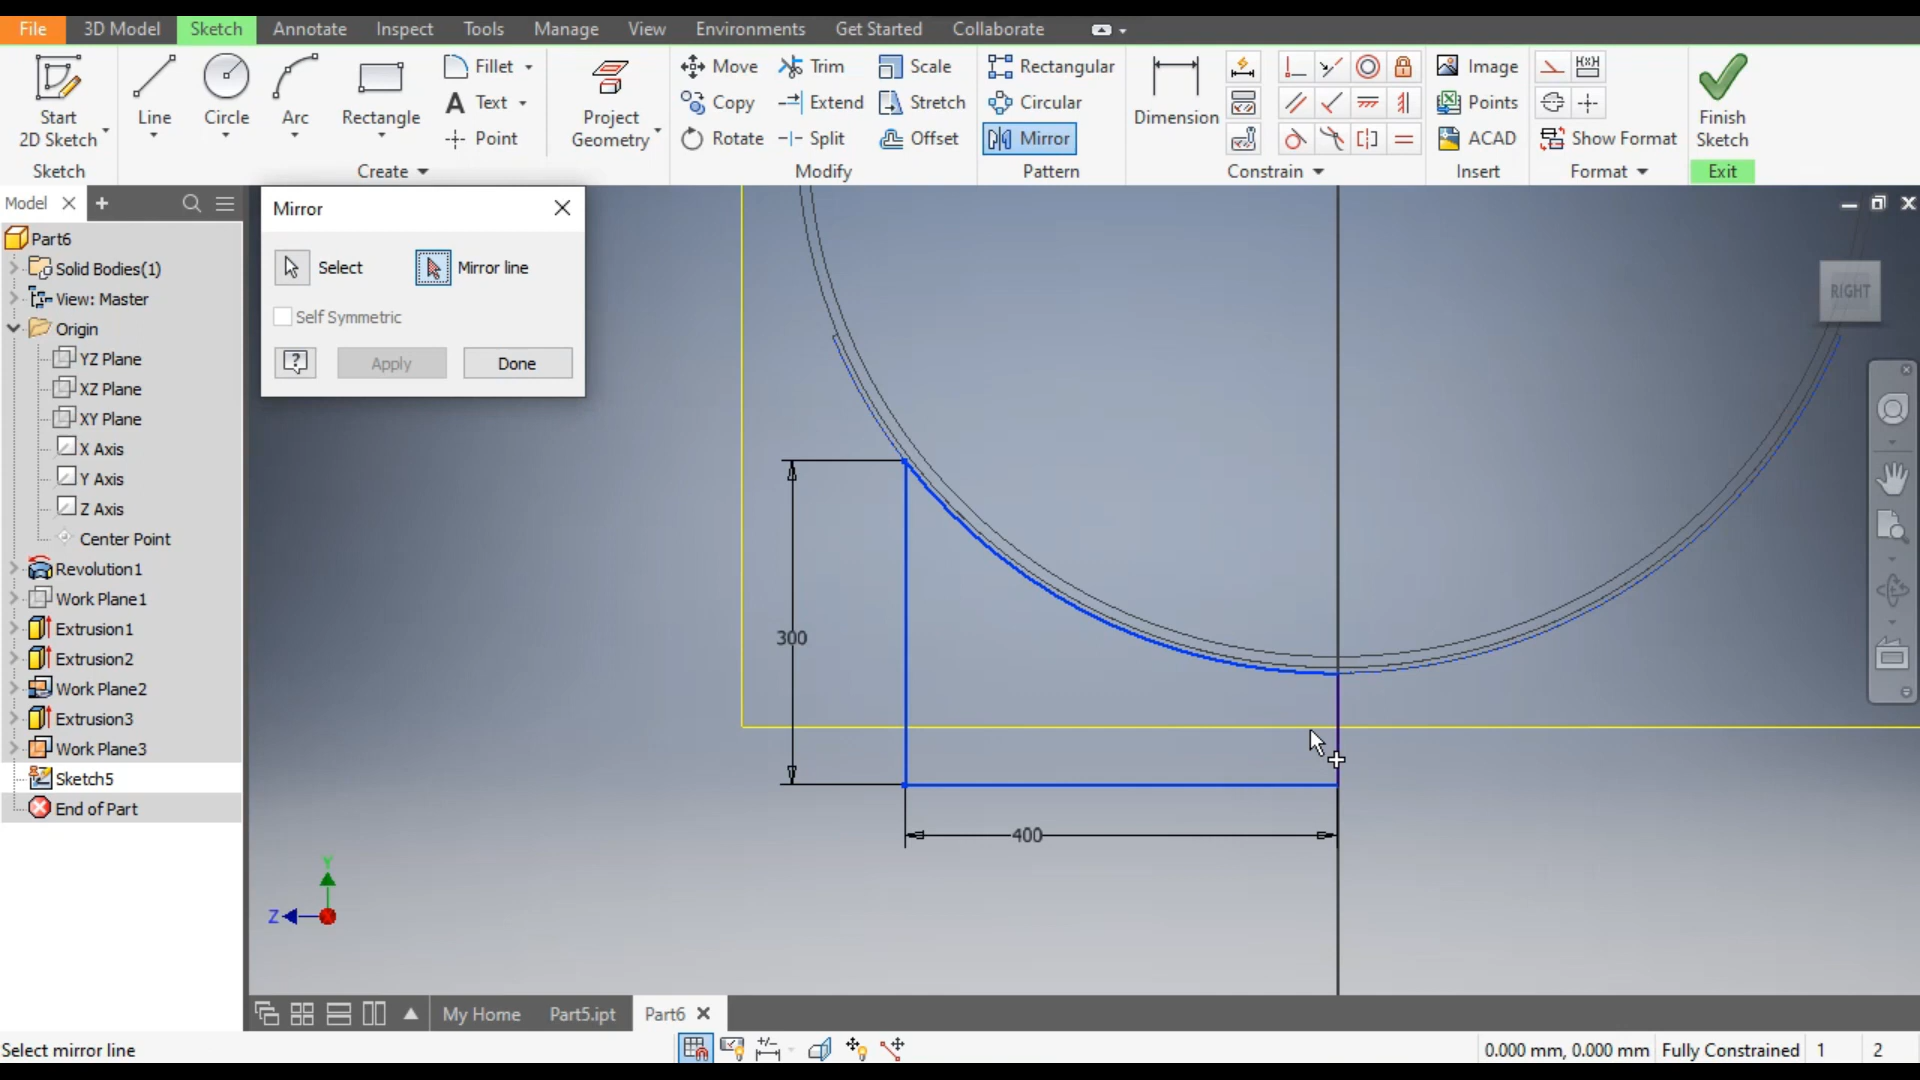 File 3D Model Sketch Annotate Inspect Tools Manage View Environments Get Started Collaborate
Start
2D Sketch
Line
Circle
Arc
Rectangle
Fillet
Text
Point
Project
Geometry
Move
Copy
Rotate
Trim
Extend
Split
Scale
Stretch
Offset
Rectangular
Circular
Mirror
Dimension
Image
Points
ACAD
Show Format
Finish
Sketch
Sketch Create Modify Pattern Constrain Insert Format Exit
Model
Part6
Solid Bodies(1)
View: Master
Origin
YZ Plane
XZ Plane
XY Plane
X Axis
Y Axis
Z Axis
Center Point
Revolution1
Work Plane1
Extrusion1
Extrusion2
Work Plane2
Extrusion3
Work Plane3
Sketch5
End of Part
Mirror
Select Mirror line
Self Symmetric
Apply Done
RIGHT
300
400
Y
Z
My Home Part5.ipt Part6
Select mirror line
0.000 mm, 0.000 mm Fully Constrained 1 2